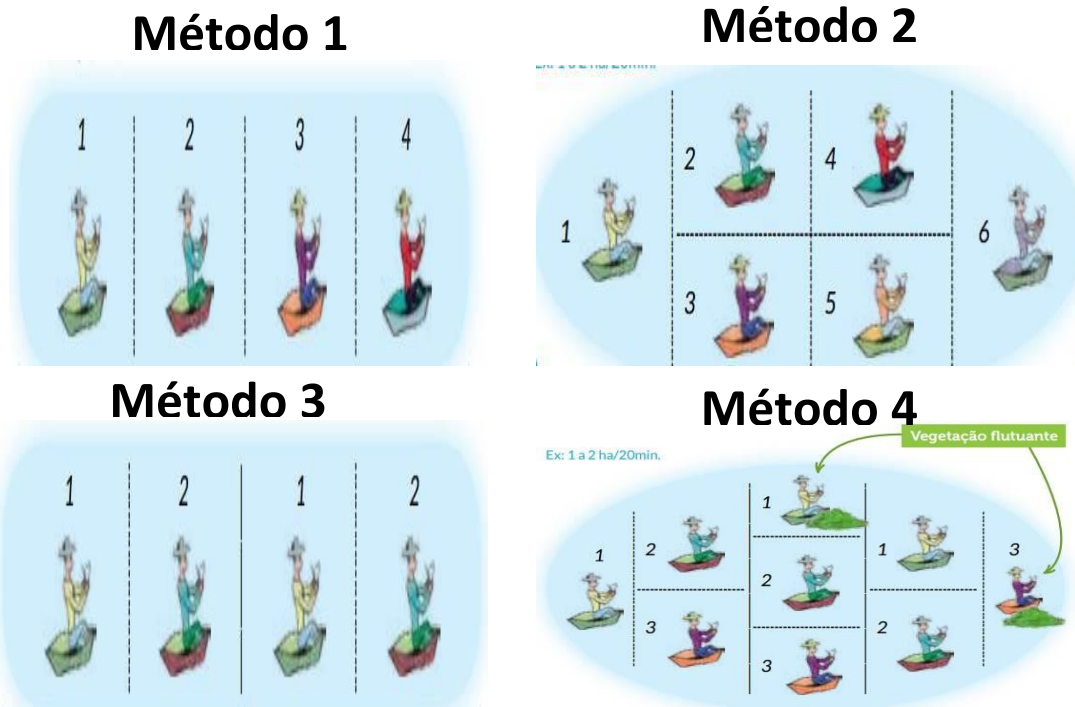 Método 1
1 2 3 4
Método 2
2 4
1 6
3 5
Método 3
1 2 1 2
Método 4
Vegetação flutuante
Ex: 1 a 2 ha/20min.
1
1 2 1 3
2
3 2
3